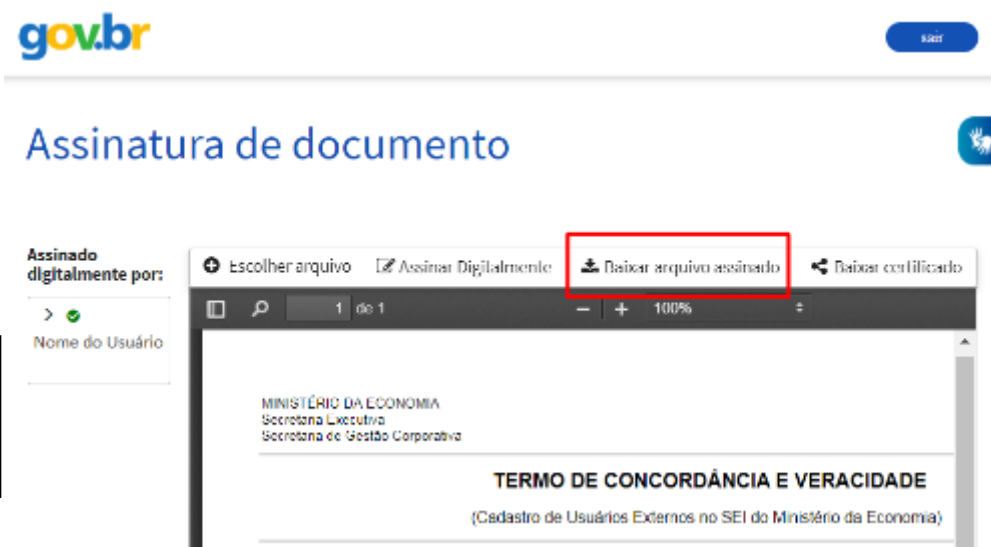 gov.br
sair
Assinatura de documento
Assinado
digitalmente por:
Escolher arquivo Assinar Digitalmente Baixar arquivo assinado Baixar certificado
1 de 1 100%
Nome do Usuário
MINISTÉRIO DA ECONOMIA
Secretaria Executiva
Secretaria de Gestão Corporativa
TERMO DE CONCORDÂNCIA E VERACIDADE
(Cadastro de Usuários Externos no SEI do Ministério da Economia)